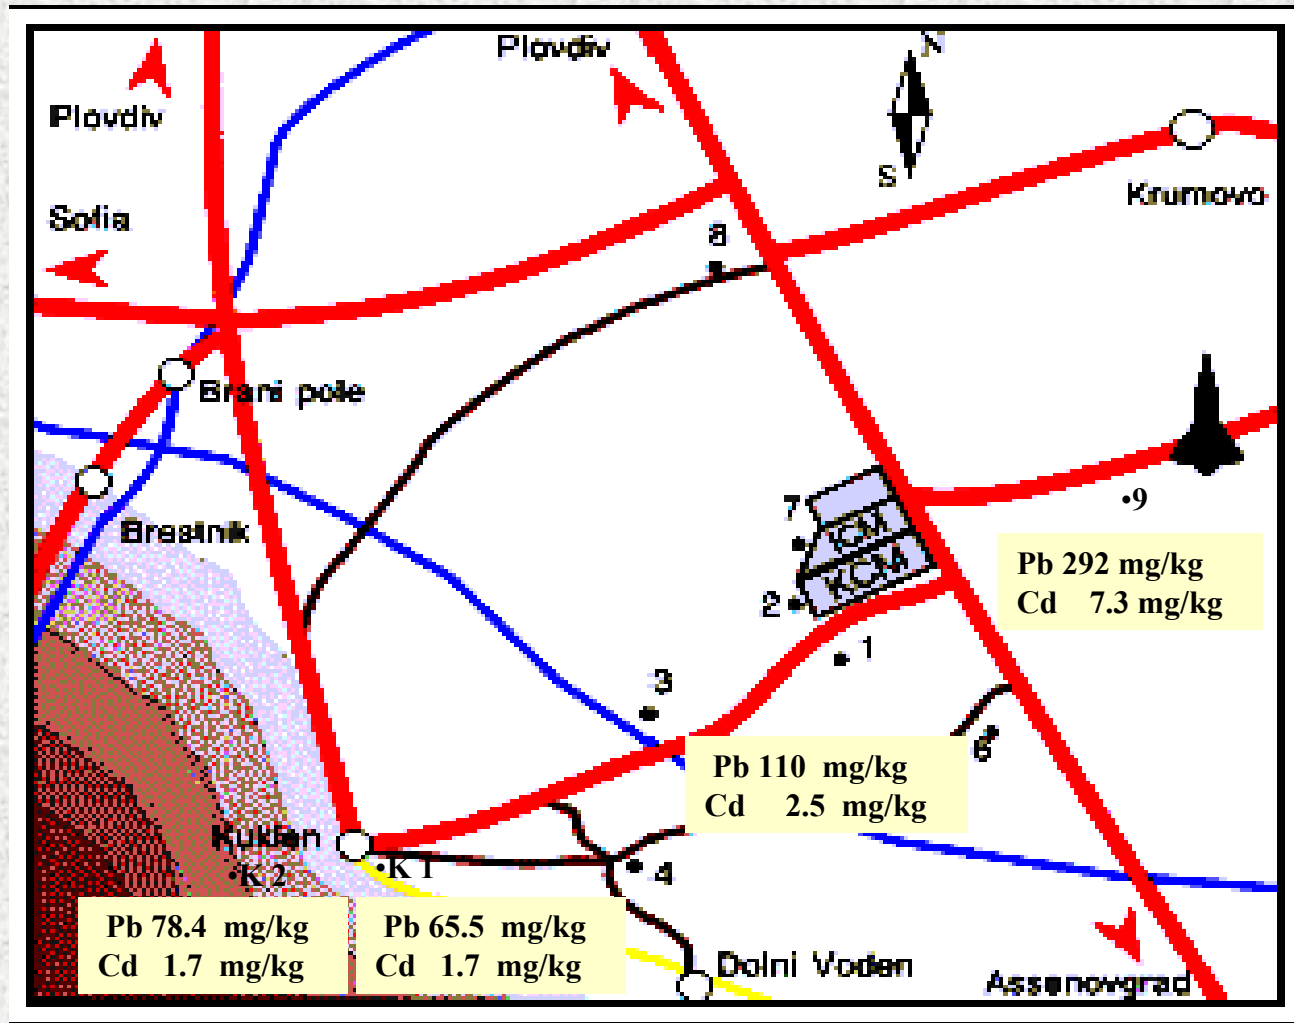 Plovdiv
N
Plovdiv
S
Krumovo
Sofia
8
Brani pole
7
•9
Brestnik
ICM
Pb 292 mg/kg
KCM
Cd 7.3 mg/kg
2
1
3
6
Pb 110 mg/kg
Cd 2.5 mg/kg
Kuklen
•K 1
4
•K 2
Pb 78.4 mg/kg
Cd 1.7 mg/kg
Pb 65.5 mg/kg
Cd 1.7 mg/kg
Dolni Voden
Assenovgrad